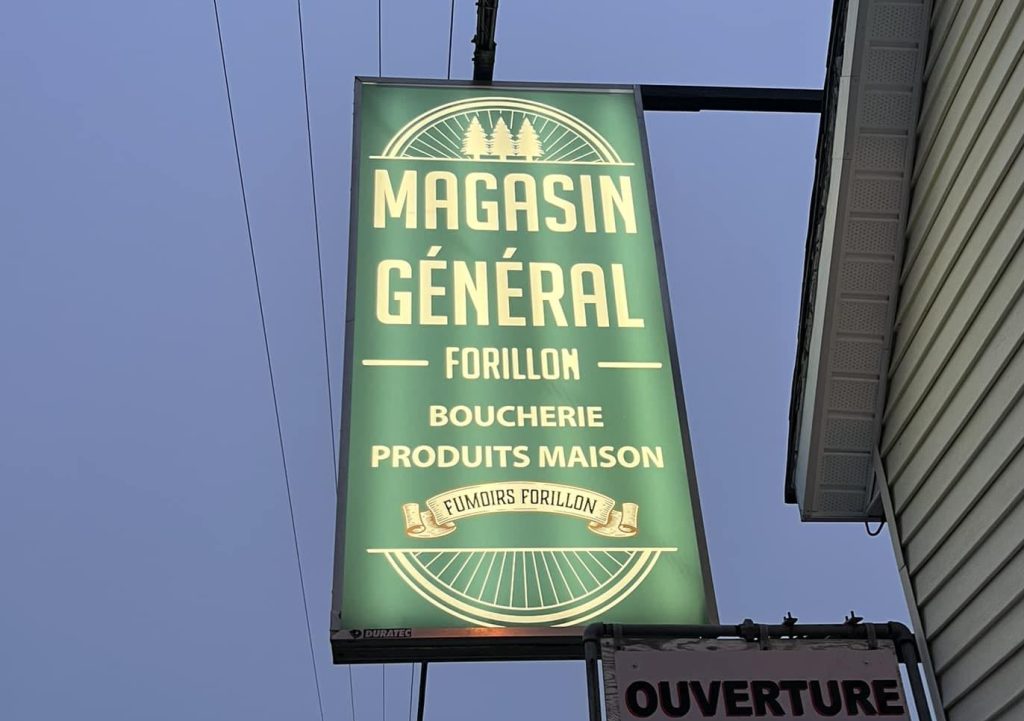 MAGASIN
GÉNÉRAL
FORILLON
BOUCHERIE
PRODUITS MAISON
FUMOIRS FORILLON
DURATEC
OUVERTURE